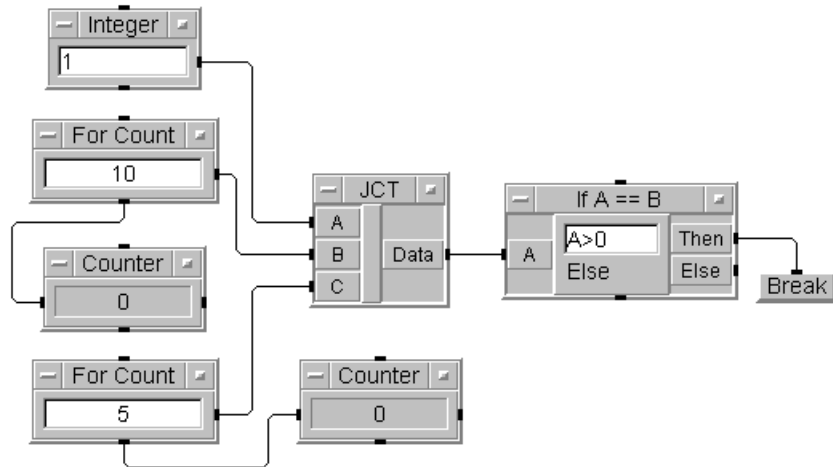 Integer
1
For Count
10
Counter
0
For Count
5
JCT
A
B
C
Data
Counter
0
If A == B
A
A>0
Else
Then
Else
Break